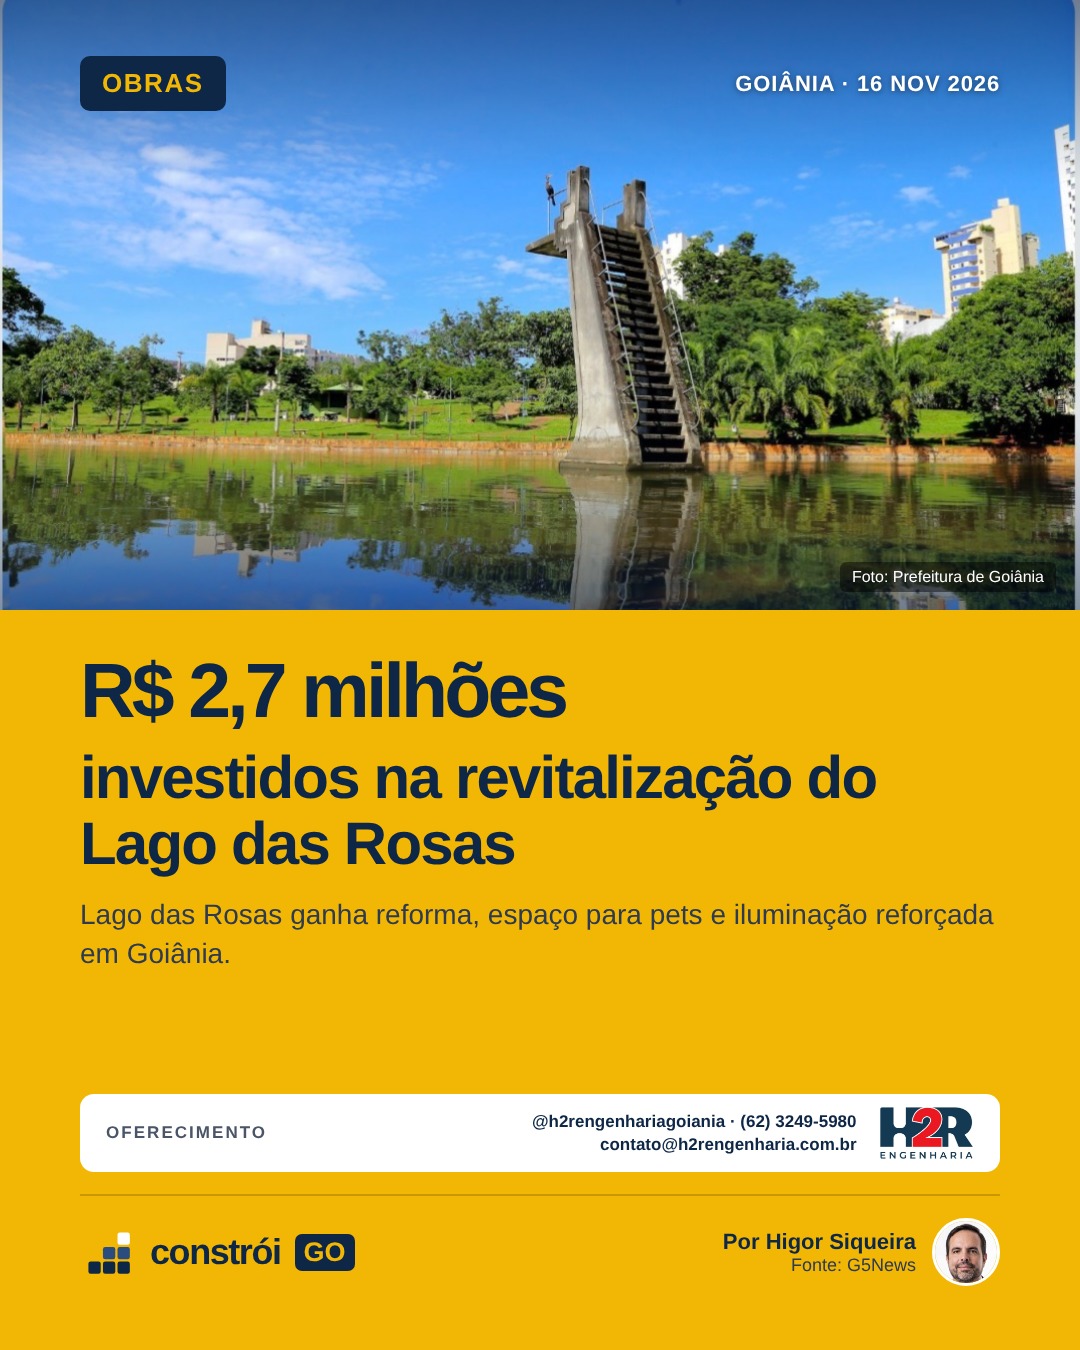 OBRAS
GOIÂNIA · 16 NOV 2026
Foto: Prefeitura de Goiânia
R$ 2,7 milhões
investidos na revitalização do
Lago das Rosas
Lago das Rosas ganha reforma, espaço para pets e iluminação reforçada
em Goiânia.
OFERECIMENTO
@h2rengenhariagoiania · (62) 3249-5980
contato@h2rengenharia.com.br
H2R
ENGENHARIA
constrói GO
Por Higor Siqueira
Fonte: G5News